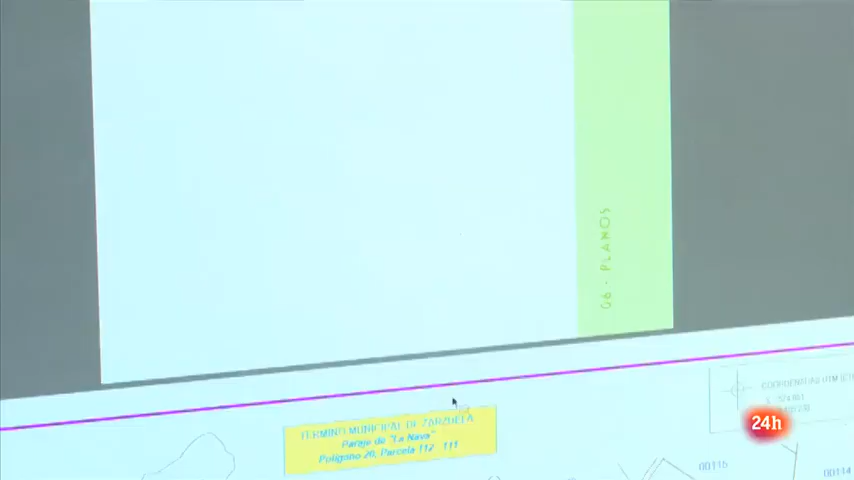 06 - PLANOS
TERMINO MUNICIPAL DE ZARZUELA
Paraje de "La Nava"
Polígono 20, Parcela 112 111
COORDENADAS UTM
24h
00115
00114